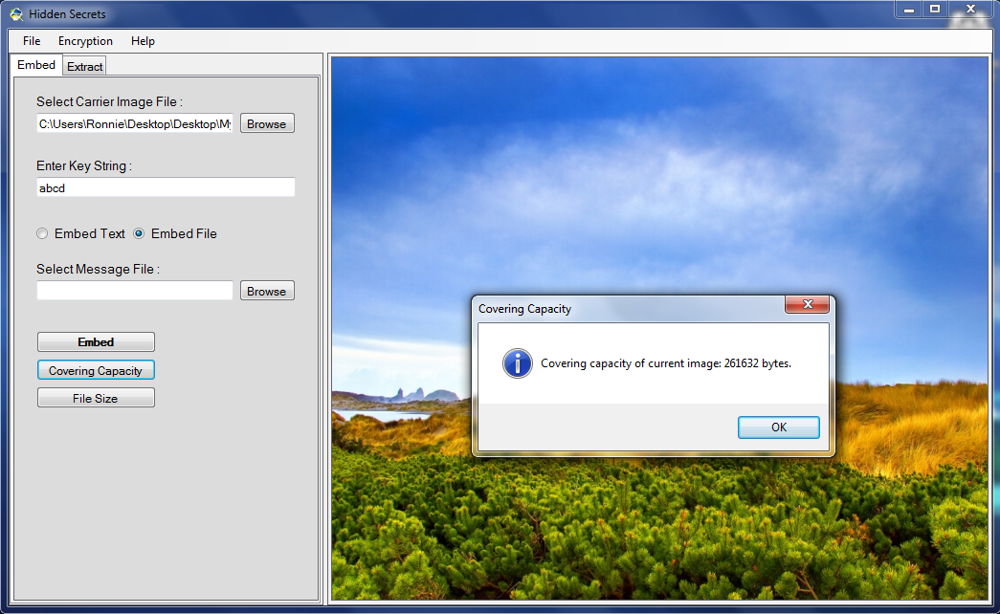 Hidden Secrets
File Encryption Help
Embed Extract
Select Carrier Image File :
C:\Users\Ronnie\Desktop\Desktop\My Browse
Enter Key String :
abcd
Embed Text Embed File
Select Message File :
Browse
Embed
Covering Capacity
File Size
Covering Capacity
Covering capacity of current image: 261632 bytes.
OK